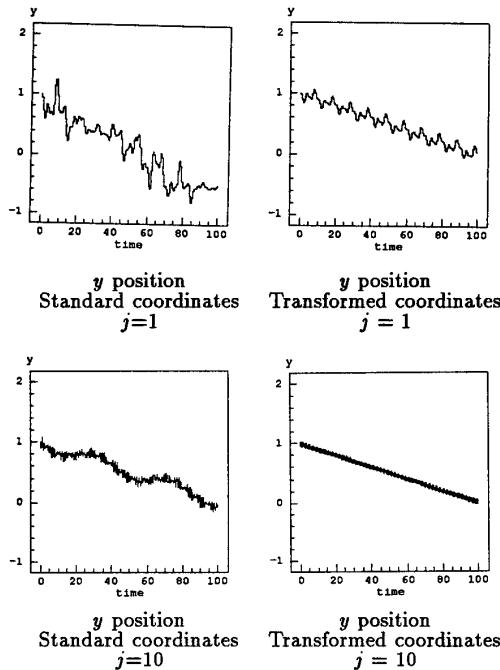 y
2
1
0
-1
0 20 40 60 80 100
time
y position
Standard coordinates
j=1
y
2
1
0
-1
0 20 40 60 80 100
time
y position
Transformed coordinates
j = 1
y
2
1
0
-1
0 20 40 60 80 100
time
y position
Standard coordinates
j=10
y
2
1
0
-1
0 20 40 60 80 100
time
y position
Transformed coordinates
j = 10